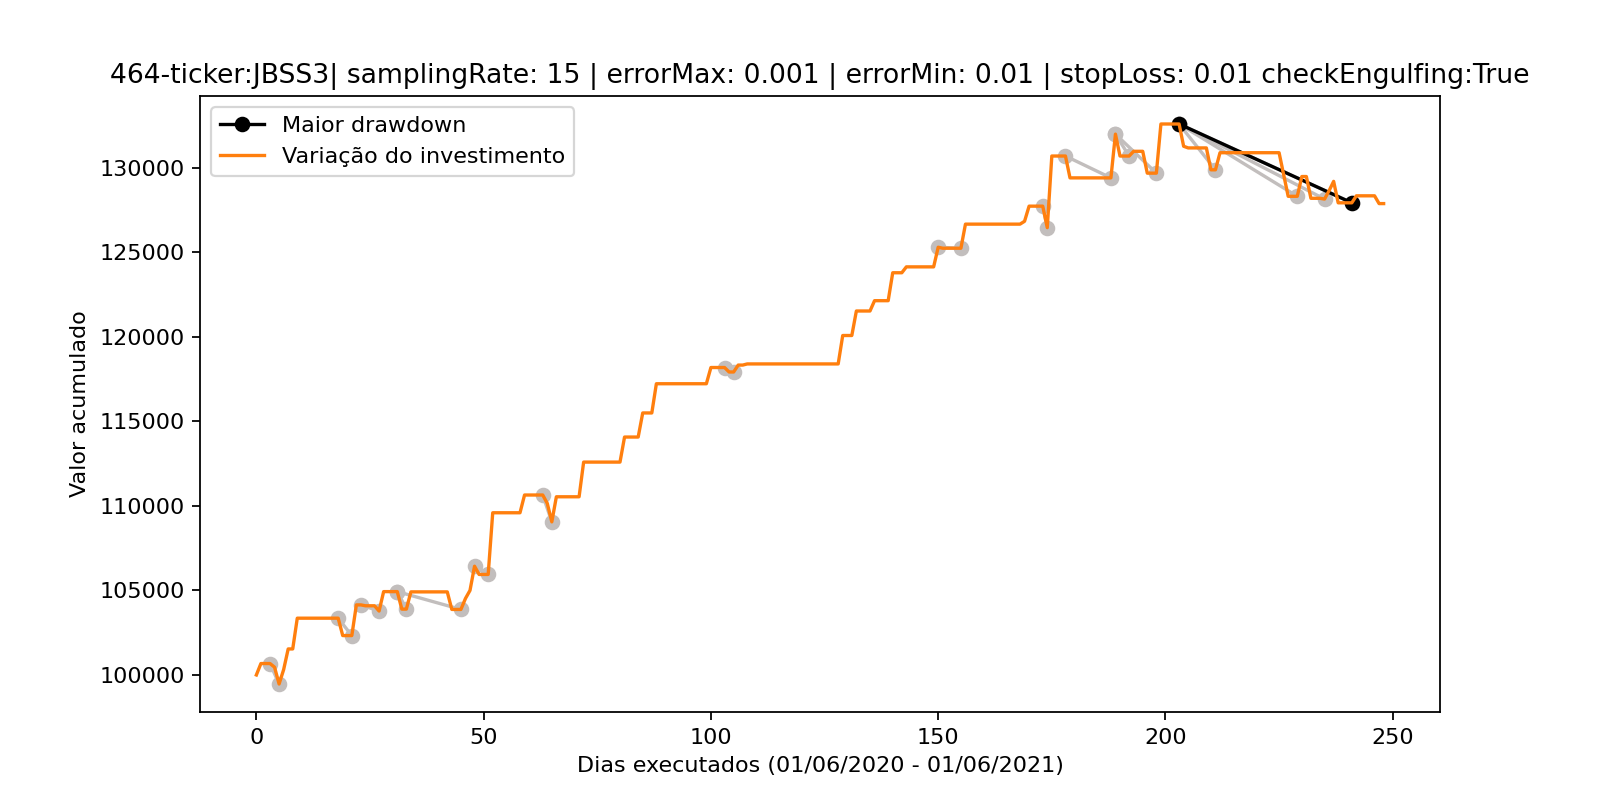 464-ticker:JBSS3| samplingRate: 15 | errorMax: 0.001 | errorMin: 0.01 | stopLoss: 0.01 checkEngulfing:True
Maior drawdown
Variação do investimento
Valor acumulado
130000
125000
120000
115000
110000
105000
100000
0 50 100 150 200 250
Dias executados (01/06/2020 - 01/06/2021)